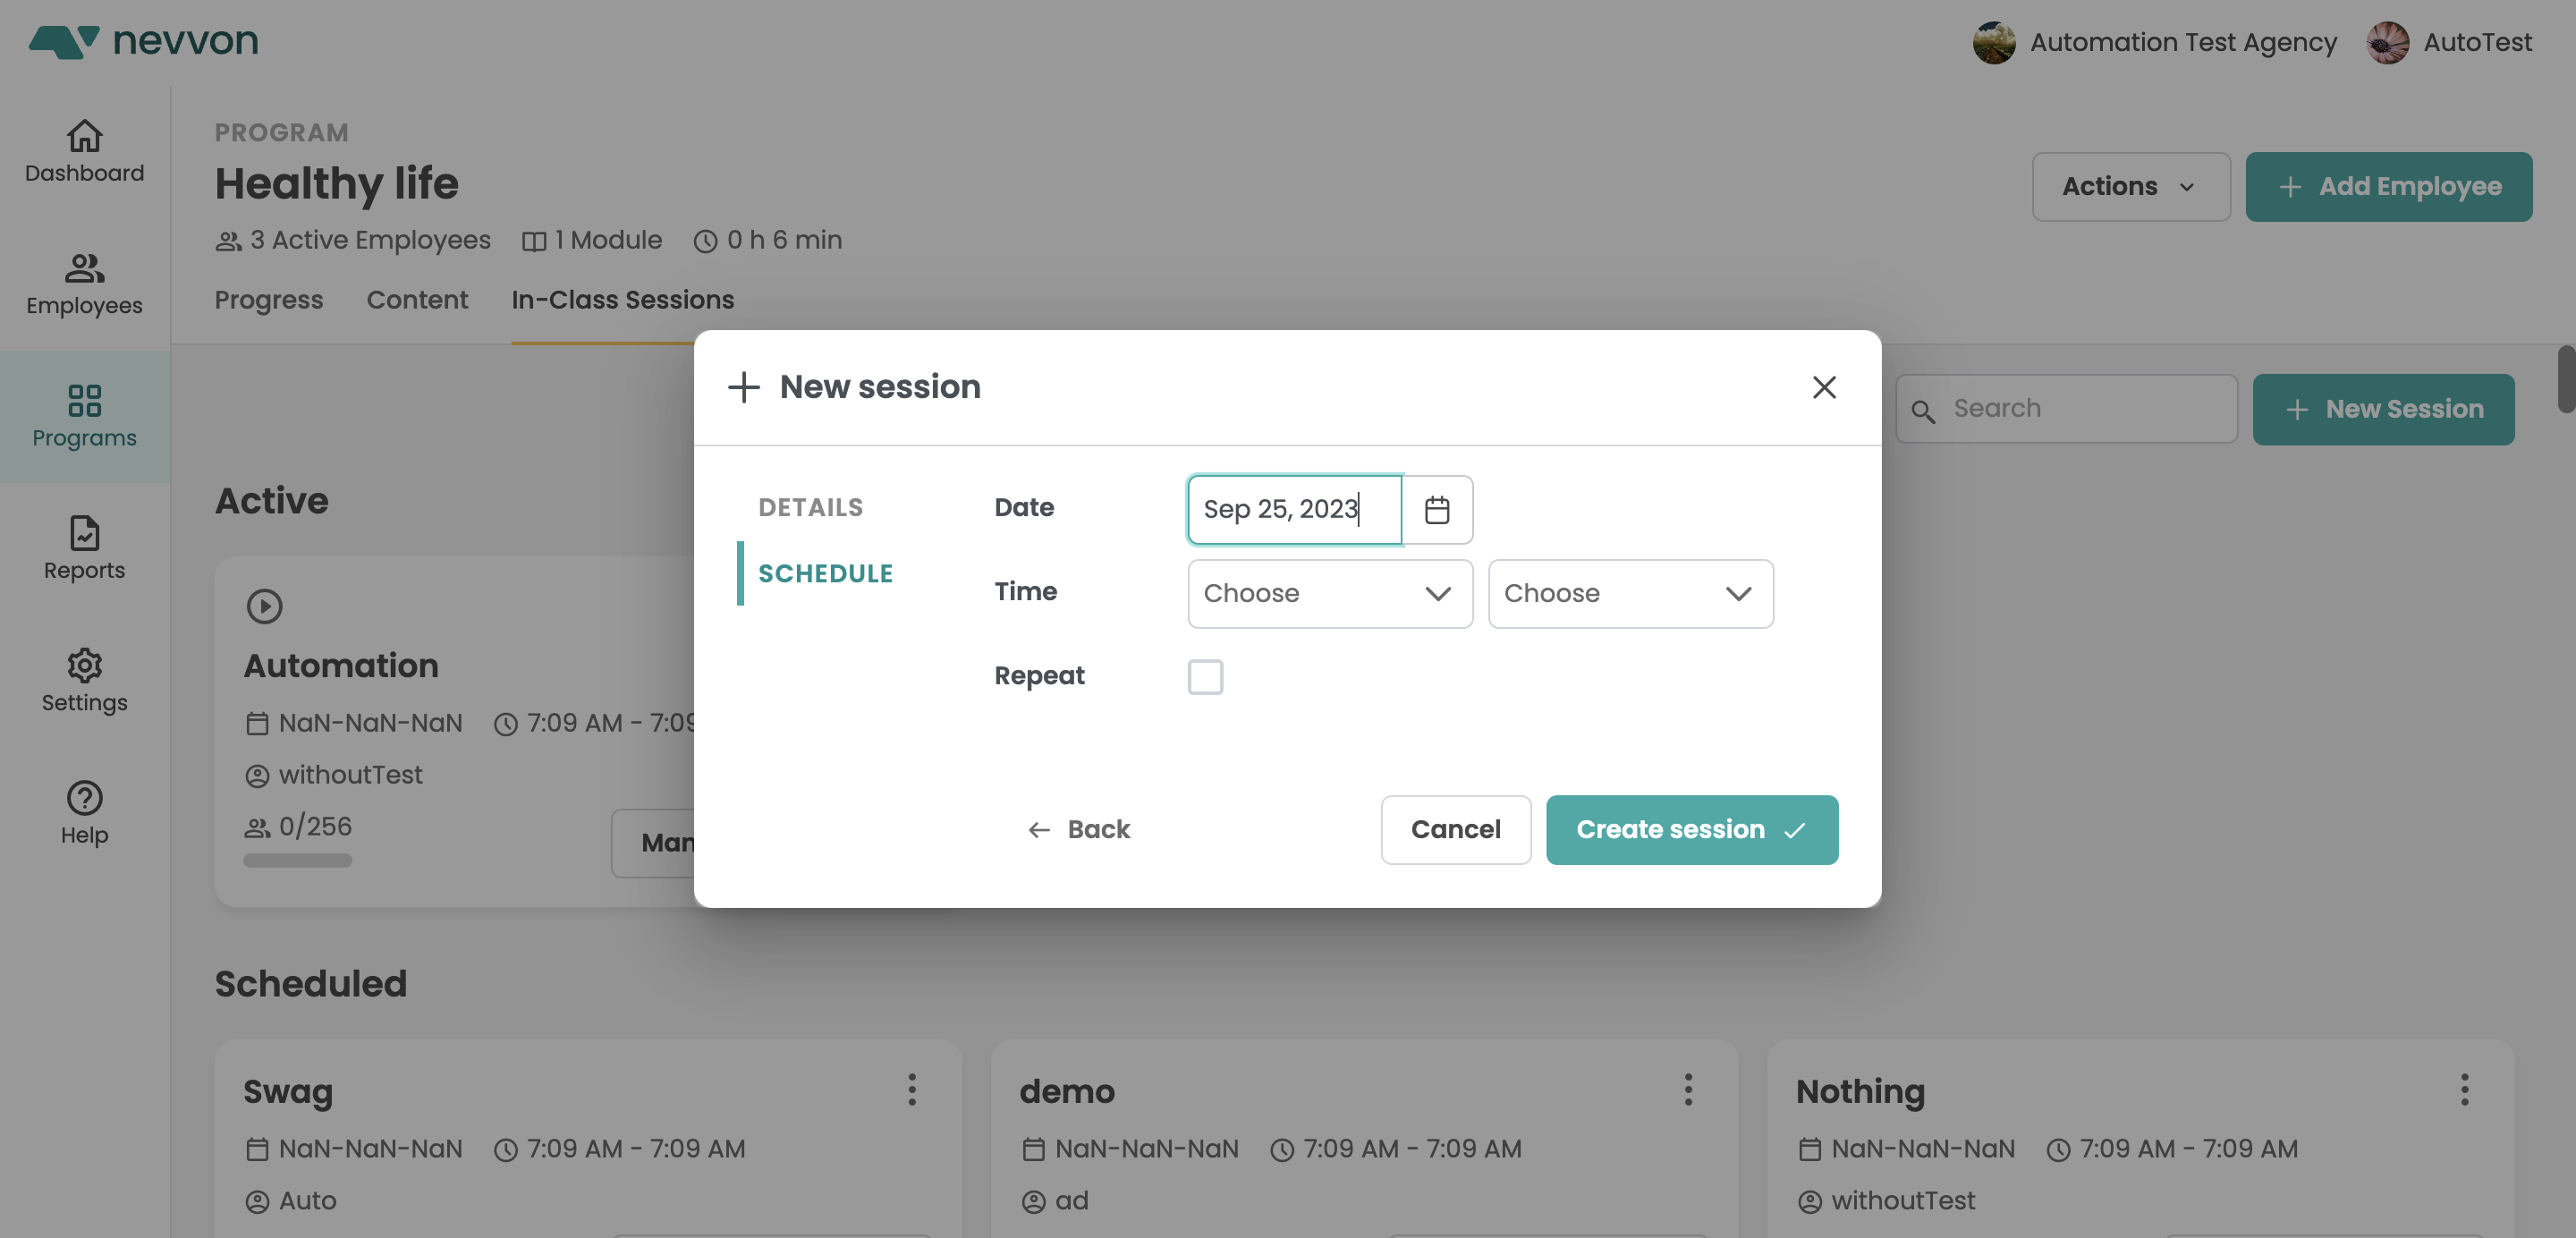 nevvon
Automation Test Agency
AutoTest
Dashboard
Employees
Programs
Reports
Settings
Help
PROGRAM
Healthy life
3 Active Employees 1 Module 0 h 6 min
Actions
Add Employee
Progress Content In-Class Sessions
Search
New Session
Active
Automation
NaN-NaN-NaN 7:09 AM - 7:09
withoutTest
0/256
Man
New session
DETAILS
SCHEDULE
Date
Sep 25, 2023
Time
Choose
Choose
Repeat
Back
Cancel
Create session
Scheduled
Swag
NaN-NaN-NaN 7:09 AM - 7:09 AM
Auto
demo
NaN-NaN-NaN 7:09 AM - 7:09 AM
ad
Nothing
NaN-NaN-NaN 7:09 AM - 7:09 AM
withoutTest